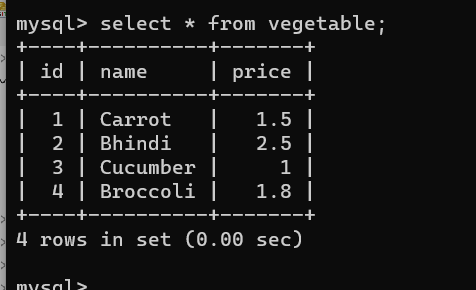 mysql> select * from vegetable;
+----+----------+-------+
| id | name     | price |
+----+----------+-------+
|  1 | Carrot   |   1.5 |
|  2 | Bhindi   |   2.5 |
|  3 | Cucumber |     1 |
|  4 | Broccoli |   1.8 |
+----+----------+-------+
4 rows in set (0.00 sec)
mysql>